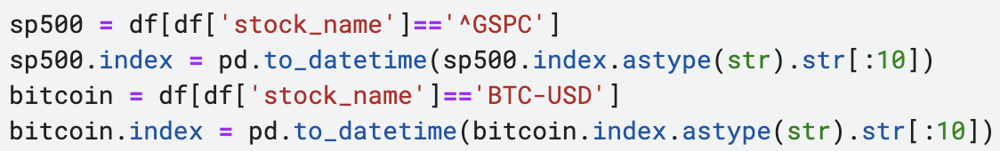 sp500 = df[df['stock_name']=='^GSPC']
sp500.index = pd.to_datetime(sp500.index.astype(str).str[:10])
bitcoin = df[df['stock_name']=='BTC-USD']
bitcoin.index = pd.to_datetime(bitcoin.index.astype(str).str[:10])